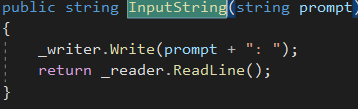 public string InputString(string prompt)
{
_writer.Write(prompt + ": ");
return _reader.ReadLine();
}